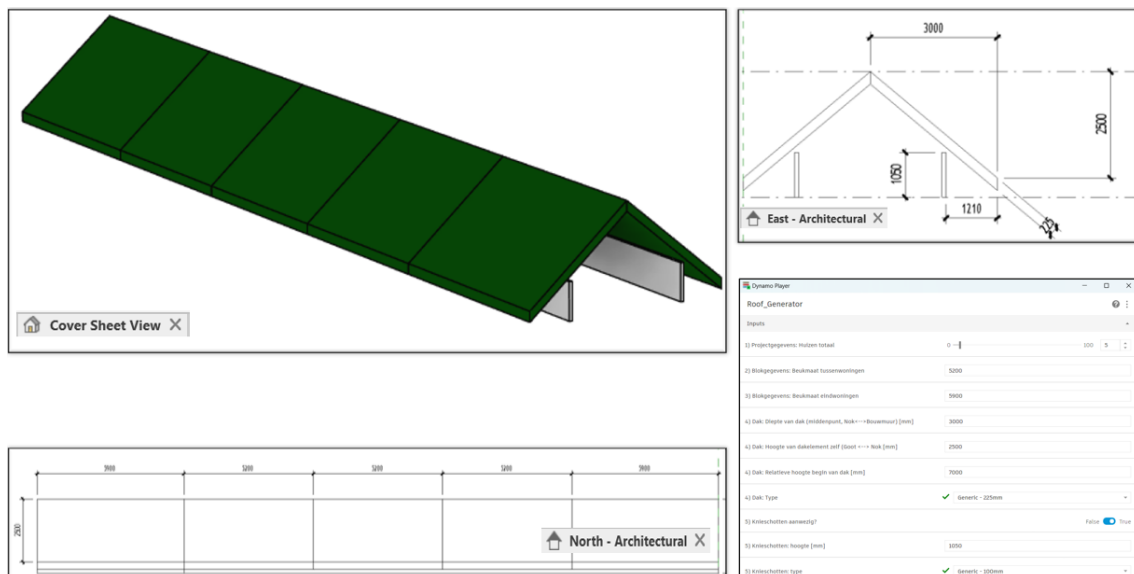 Cover Sheet View
3000
2500
1050
1210
225
East - Architectural
Dynamo Player
Roof_Generator
Inputs
1) Projectgegevens: Huizen totaal
0
100
5
2) Blokgegevens: Beukmaat tussenwoningen
5200
3) Blokgegevens: Beukmaat eindwoningen
5900
4) Dak: Diepte van dak (middenpunt, Nok<-->Bouwmuur) [mm]
3000
4) Dak: Hoogte van dakelement zelf (Goot <--> Nok [mm]
2500
4) Dak: Relatieve hoogte begin van dak [mm]
7000
4) Dak: Type
Generic - 225mm
5) Knieschotten aanwezig?
False True
5) Knieschotten: hoogte [mm]
1050
5) Knieschotten: type
Generic - 100mm
5900 5200 5200 5200 5900
2500
North - Architectural